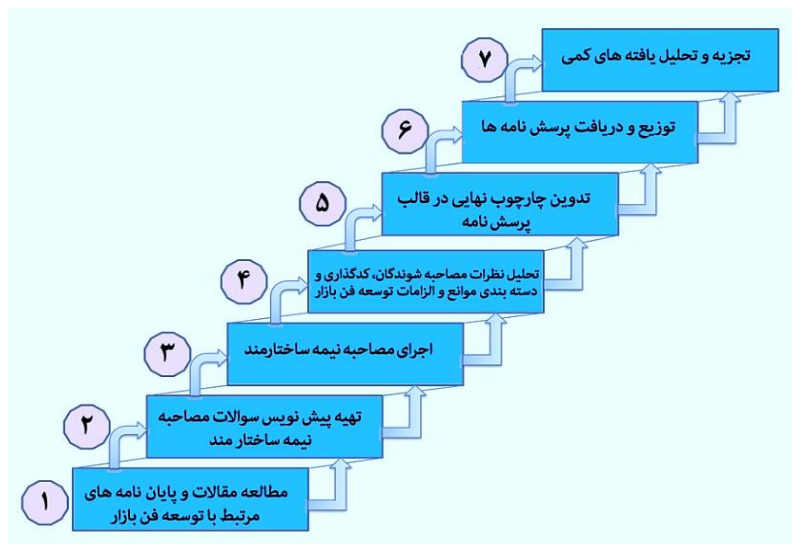 ۷
تجزیه و تحلیل یافته های کمی
۶
توزیع و دریافت پرسش نامه ها
۵
تدوین چارچوب نهایی در قالب
پرسش نامه
۴
تحلیل نظرات مصاحبه شوندگان، کدگذاری و
دسته بندی موانع و الزامات توسعه فن بازار
۳
اجرای مصاحبه نیمه ساختارمند
۲
تهیه پیش نویس سوالات مصاحبه
نیمه ساختار مند
۱
مطالعه مقالات و پایان نامه های
مرتبط با توسعه فن بازار